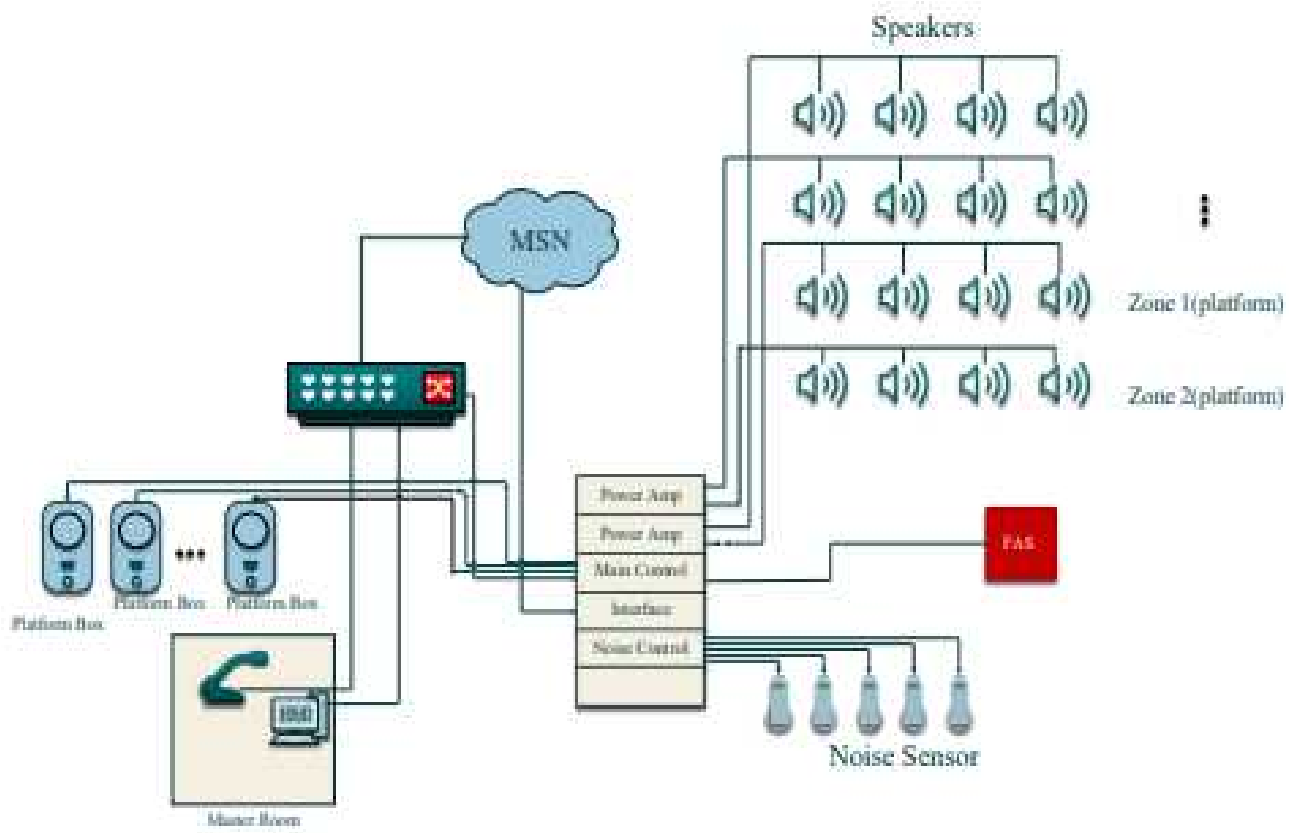 Speakers
MSN
Zone 1(platform)
Zone 2(platform)
Power Amp
Power Amp
Main Control
Interface
Noise Control
Platform Box
Platform Box
Platform Box
HMI
Noise Sensor
Master Room